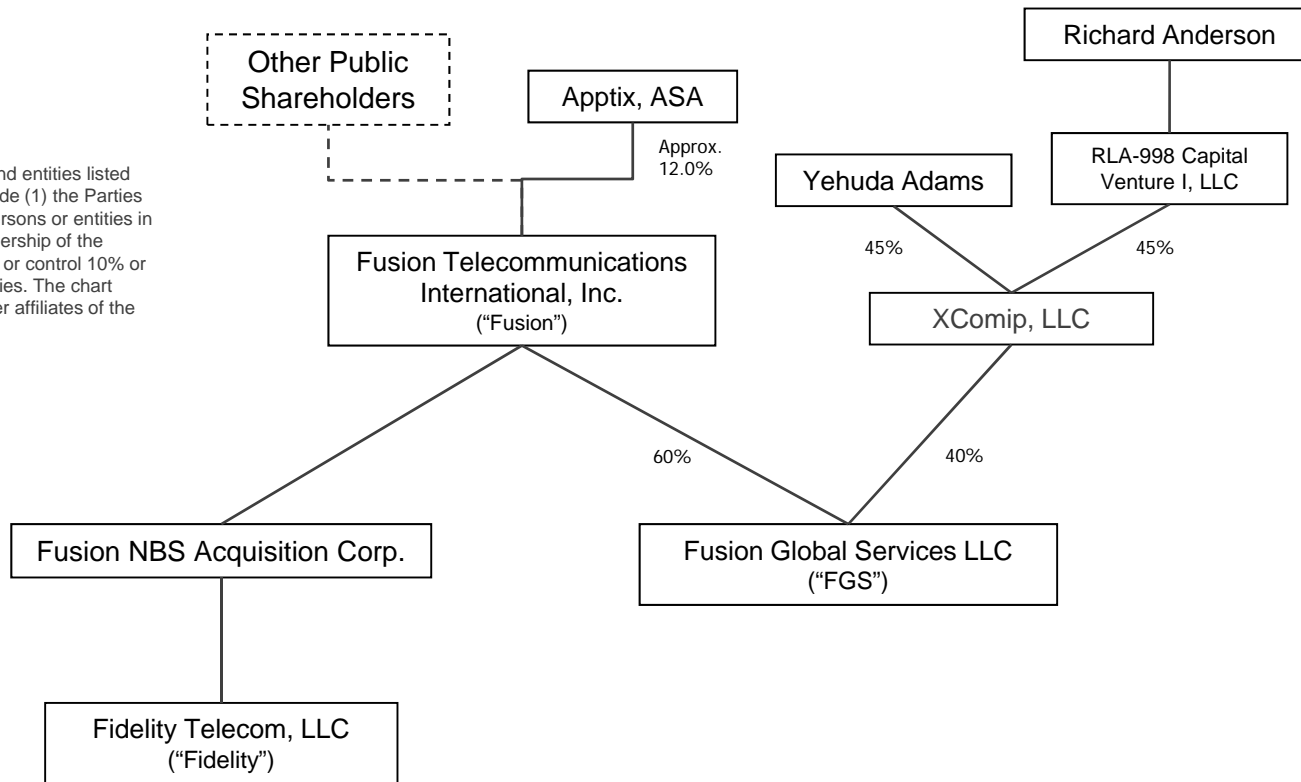 Richard Anderson
Other Public
Shareholders
Apptix, ASA
Approx.
12.0%
RLA-998 Capital
Venture I, LLC
Yehuda Adams
nd entities listed
de (1) the Parties
rsons or entities in
ership of the
or control 10% or
ies. The chart
er affiliates of the
45%
45%
Fusion Telecommunications
International, Inc.
(“Fusion”)
XComip, LLC
60%
40%
Fusion NBS Acquisition Corp.
Fusion Global Services LLC
(“FGS”)
Fidelity Telecom, LLC
(“Fidelity”)